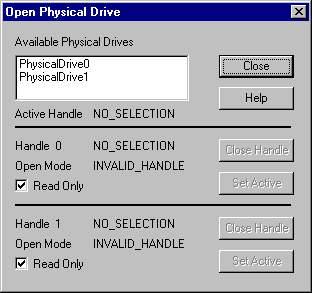 Open Physical Drive
Available Physical Drives
PhysicalDrive0
PhysicalDrive1
Close
Help
Active Handle NO_SELECTION
Handle 0 NO_SELECTION
Close Handle
Open Mode INVALID_HANDLE
Read Only
Set Active
Handle 1 NO_SELECTION
Close Handle
Open Mode INVALID_HANDLE
Read Only
Set Active